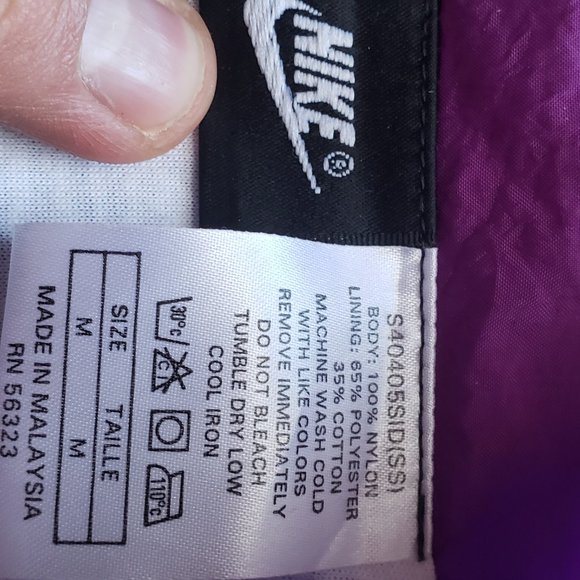 NIKE®
S40405SID(SS)
BODY: 100% NYLON
LINING: 65% POLYESTER
35% COTTON
MACHINE WASH COLD
WITH LIKE COLORS
REMOVE IMMEDIATELY
DO NOT BLEACH
TUMBLE DRY LOW
COOL IRON
30°C CL 110°C
SIZE TAILLE
M M
MADE IN MALAYSIA
RN 56323